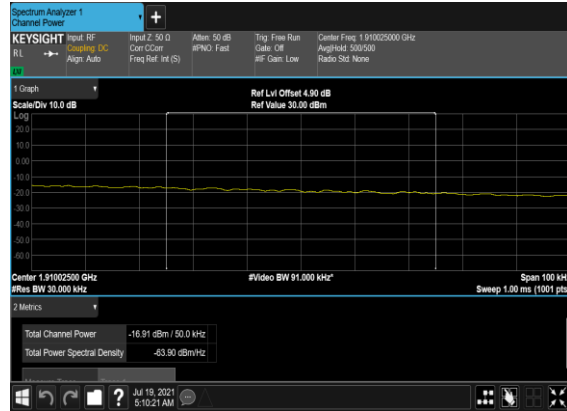 Spectrum Analyzer 1
Channel Power
KEYSIGHT Input: RF Input Z: 50 Ω Atten: 50 dB Trig: Free Run Center Freq: 1.910025000 GHz
RL Coupling: DC Corr CCorr #PNO: Fast Gate: Off Avg|Hold: 500/500
Align: Auto Freq Ref: Int (S) #IF Gain: Low Radio Std: None
1 Graph
Ref Lvl Offset 4.90 dB
Scale/Div 10.0 dB Ref Value 30.00 dBm
Log
20.0
10.0
0.00
-10.0
-20.0
-30.0
-40.0
-50.0
-60.0
Center 1.91002500 GHz #Video BW 91.000 kHz* Span 100 kH
#Res BW 30.000 kHz Sweep 1.00 ms (1001 pts
2 Metrics
Total Channel Power -16.91 dBm / 50.0 kHz
Total Power Spectral Density -63.90 dBm/Hz
?
Jul 19, 2021
5:10:21 AM